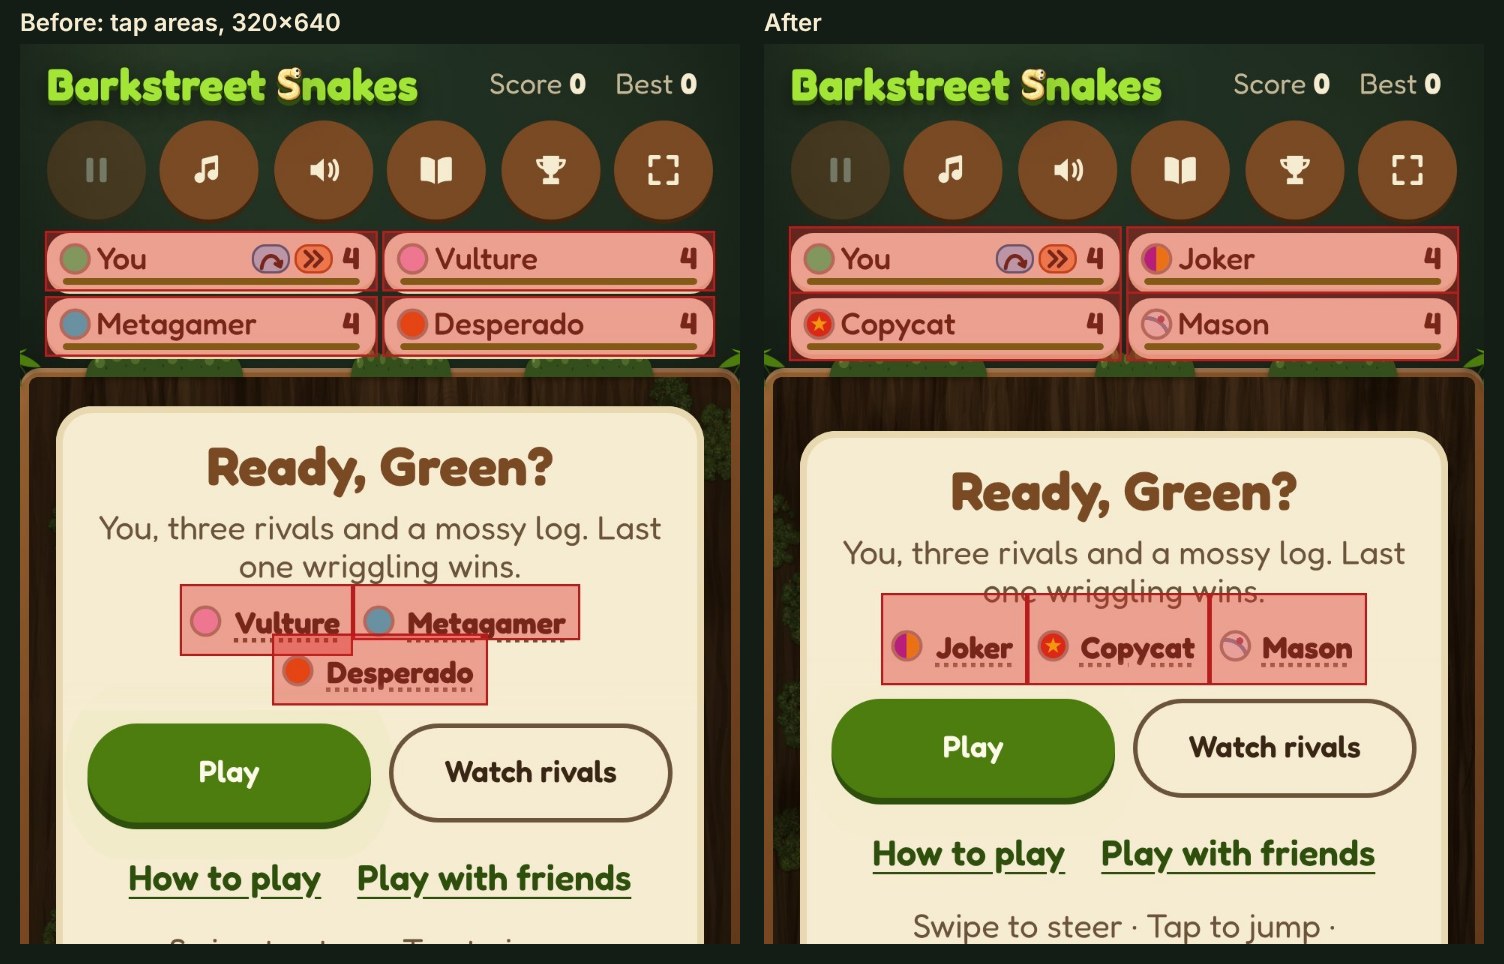 Before: tap areas, 320×640
Barkstreet Snakes Score 0 Best 0
You 4 Vulture 4
Metagamer 4 Desperado 4
Ready, Green?
You, three rivals and a mossy log. Last
one wriggling wins.
Vulture Metagamer
Desperado
Play Watch rivals
How to play Play with friends
After
Barkstreet Snakes Score 0 Best 0
You 4 Joker 4
Copycat 4 Mason 4
Ready, Green?
You, three rivals and a mossy log. Last
one wriggling wins.
Joker Copycat Mason
Play Watch rivals
How to play Play with friends
Swipe to steer · Tap to jump ·